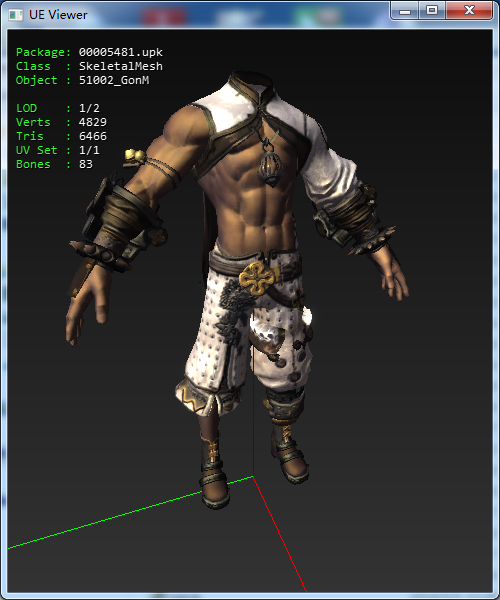 UE Viewer
Package: 00005481.upk
Class : SkeletalMesh
Object : 51002_GonM
LOD : 1/2
Verts : 4829
Tris : 6466
UV Set : 1/1
Bones : 83